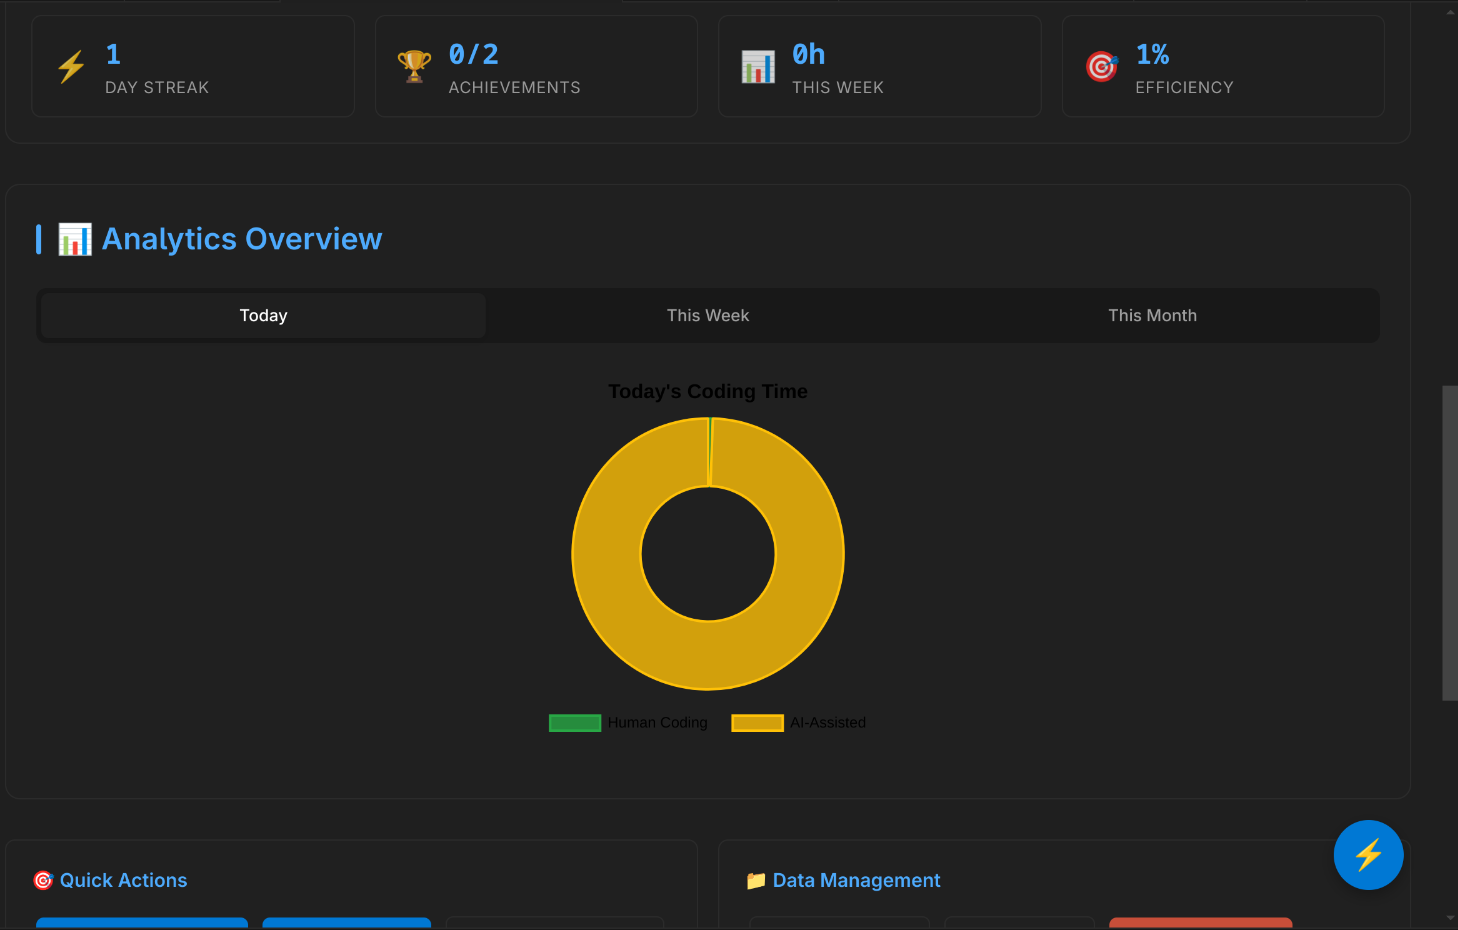 1
DAY STREAK
0/2
ACHIEVEMENTS
0h
THIS WEEK
1%
EFFICIENCY
Analytics Overview
Today
This Week
This Month
Today's Coding Time
Human Coding
AI-Assisted
Quick Actions
Data Management